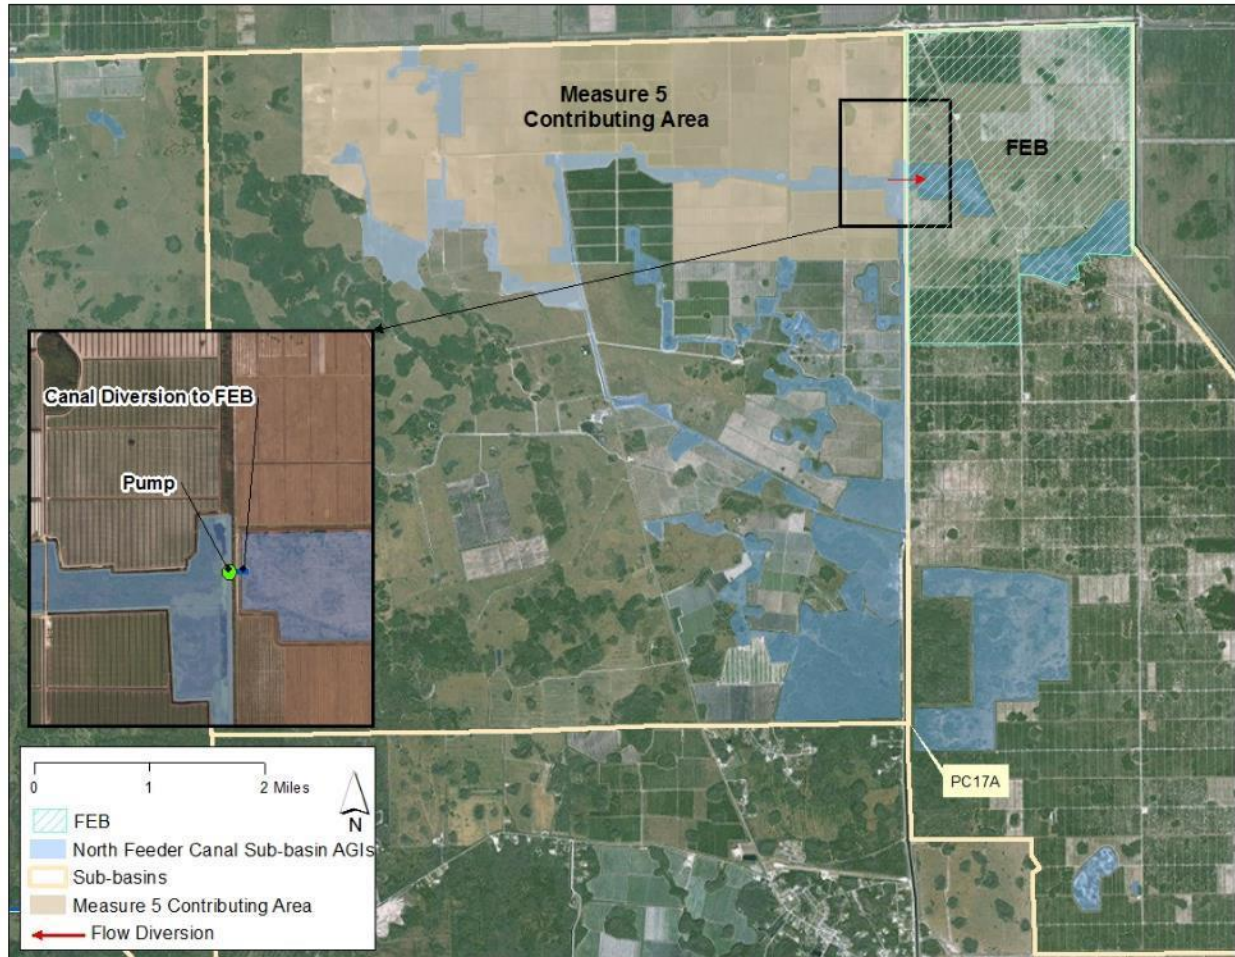 Measure 5
Contributing Area
FEB
Canal Diversion to FEB
Pump
PC17A
0 1 2 Miles
N
FEB
North Feeder Canal Sub-basin AGIs
Sub-basins
Measure 5 Contributing Area
Flow Diversion